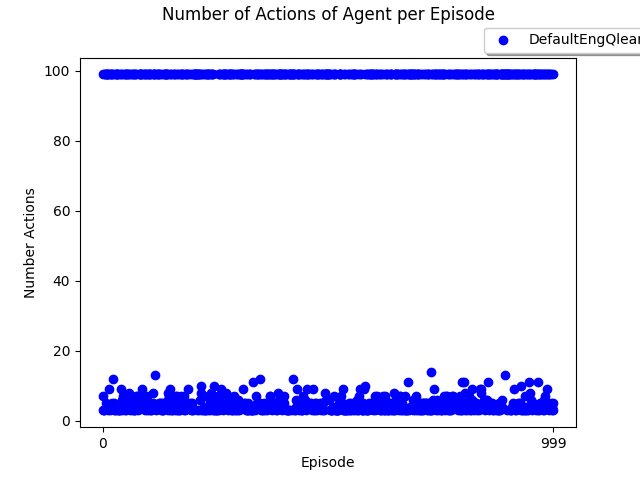 Number of Actions of Agent per Episode
DefaultEngQlear
100
80
60
40
20
0
Number Actions
0
999
Episode